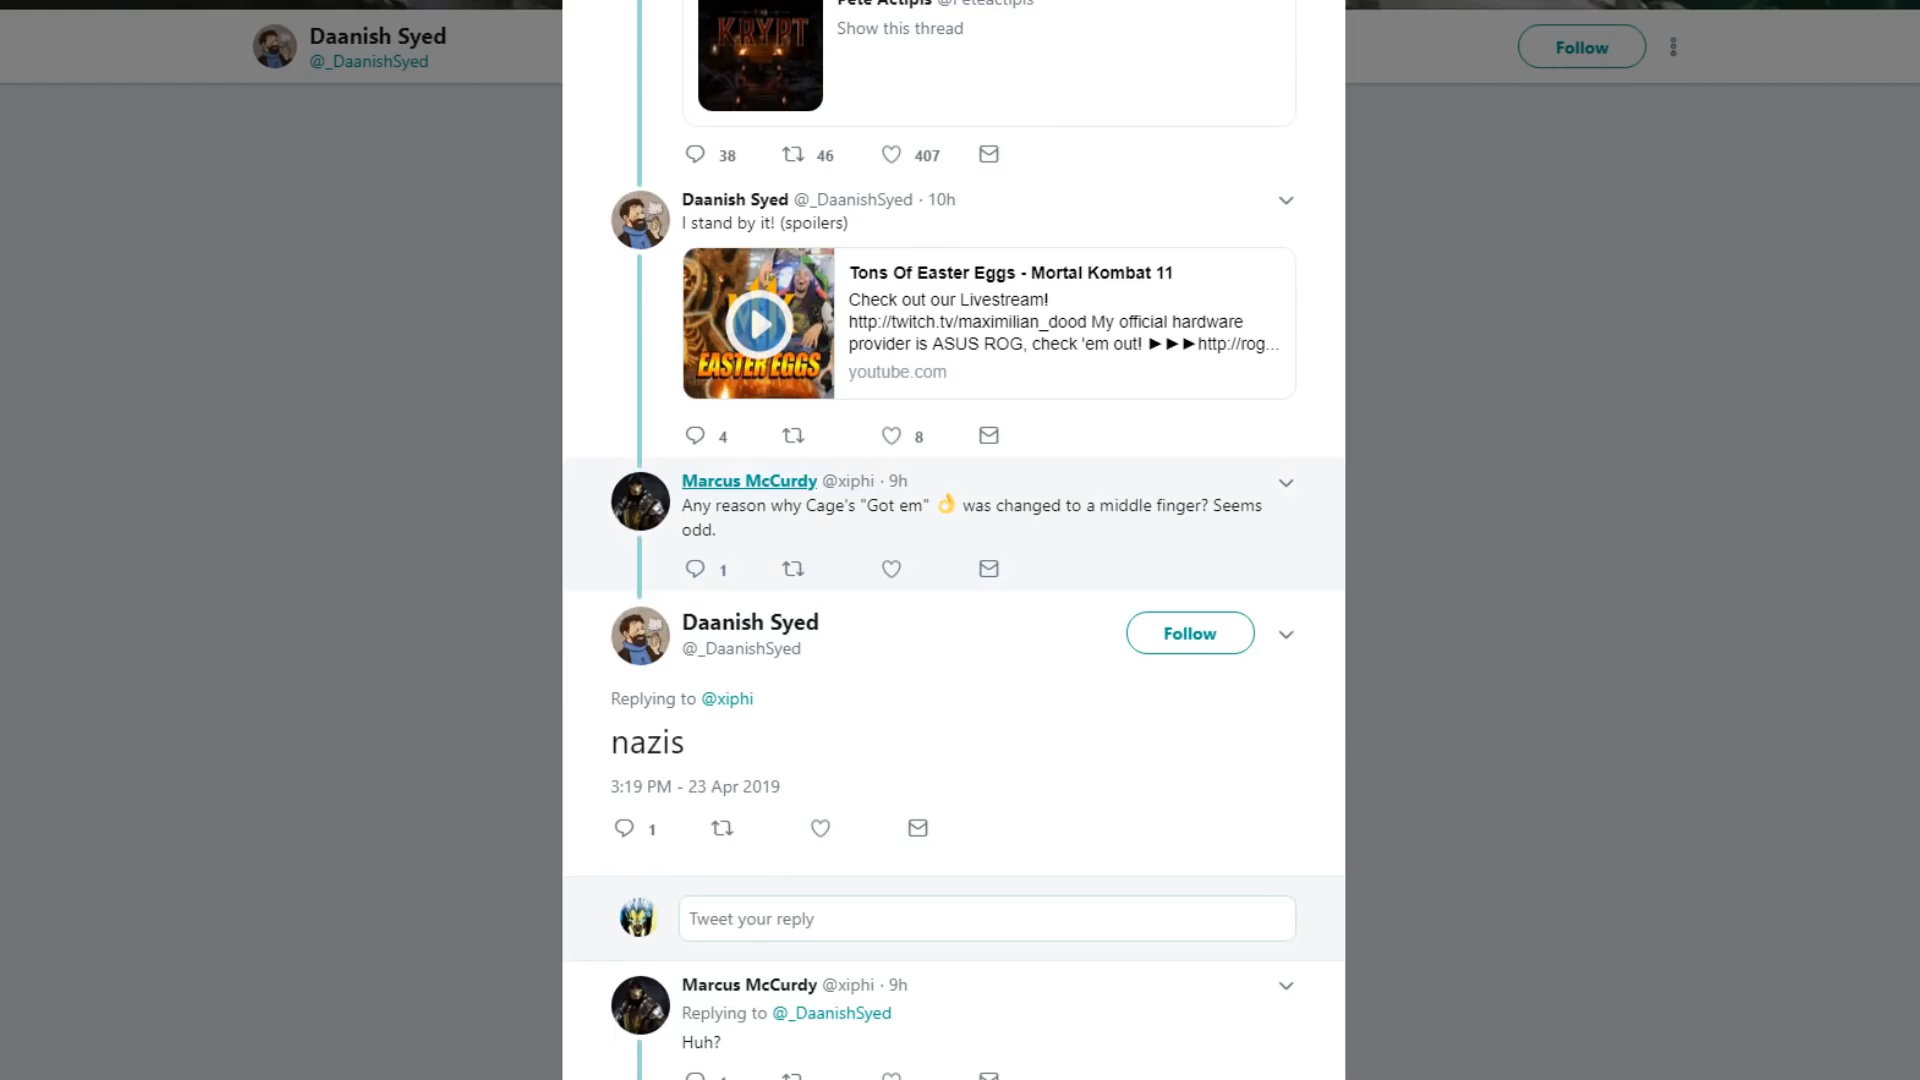 Daanish Syed
@_DaanishSyed
Follow
Pete Actipis @Peteactipis
Show this thread
KRYPT
38 46 407
Daanish Syed @_DaanishSyed · 10h
I stand by it! (spoilers)
EASTER EGGS
Tons Of Easter Eggs - Mortal Kombat 11
Check out our Livestream!
http://twitch.tv/maximilian_dood My official hardware
provider is ASUS ROG, check 'em out! ►►►http://rog...
youtube.com
4 8
Marcus McCurdy @xiphi · 9h
Any reason why Cage's "Got em" 👌 was changed to a middle finger? Seems
odd.
1
Daanish Syed
@_DaanishSyed
Follow
Replying to @xiphi
nazis
3:19 PM - 23 Apr 2019
1
Tweet your reply
Marcus McCurdy @xiphi · 9h
Replying to @_DaanishSyed
Huh?